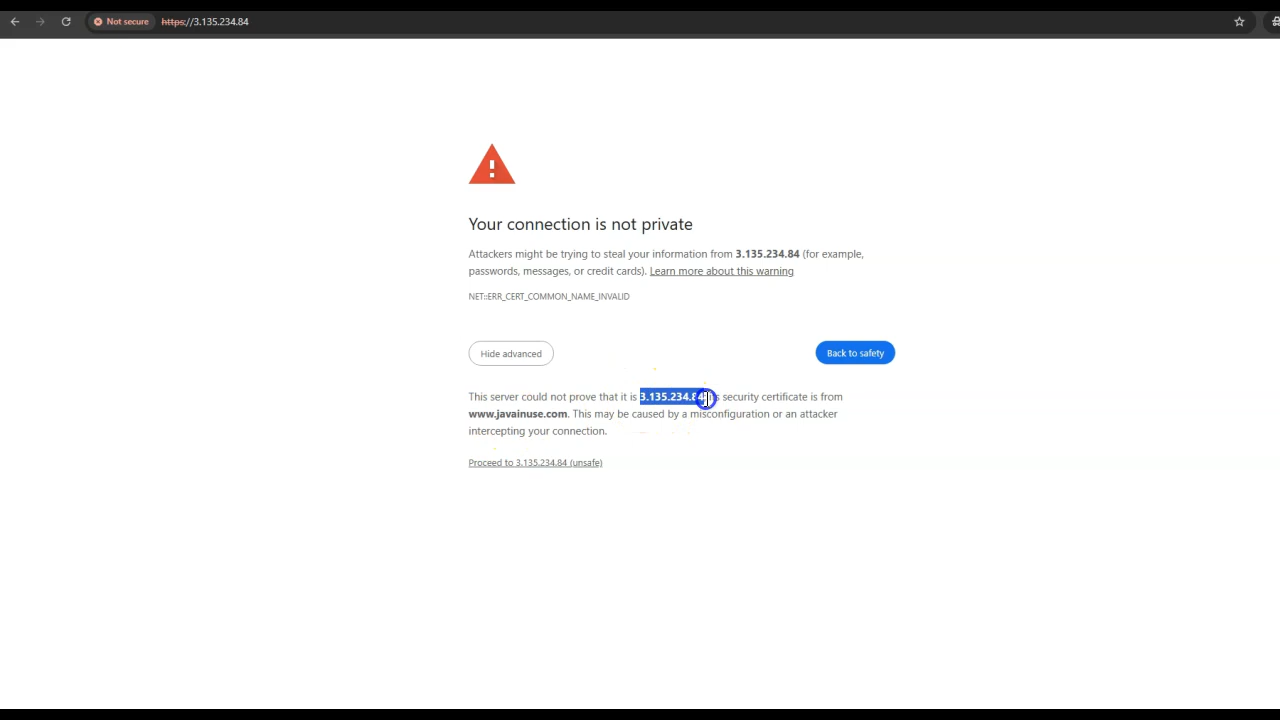 Not secure https://3.135.234.84
Your connection is not private
Attackers might be trying to steal your information from 3.135.234.84 (for example,
passwords, messages, or credit cards). Learn more about this warning
NET::ERR_CERT_COMMON_NAME_INVALID
Hide advanced
Back to safety
This server could not prove that it is 3.135.234.84; its security certificate is from
www.javainuse.com. This may be caused by a misconfiguration or an attacker
intercepting your connection.
Proceed to 3.135.234.84 (unsafe)